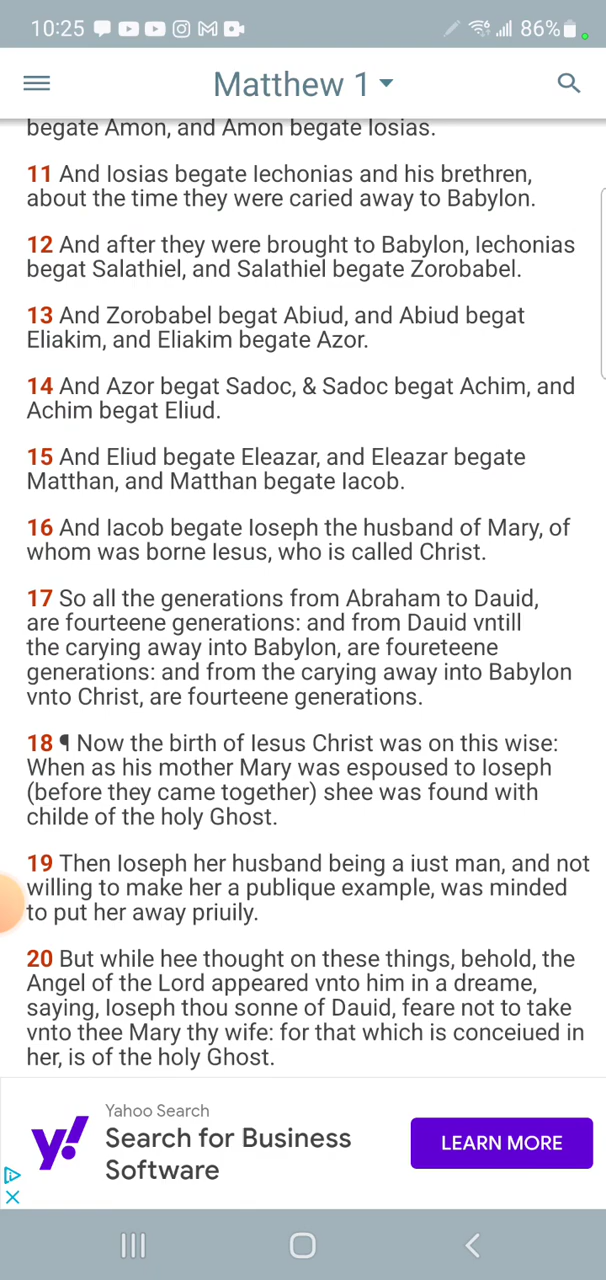 10:25 86%
Matthew 1
begate Amon, and Amon begate Iosias.
11 And Iosias begate Iechonias and his brethren,
about the time they were caried away to Babylon.
12 And after they were brought to Babylon, Iechonias
begat Salathiel, and Salathiel begate Zorobabel.
13 And Zorobabel begat Abiud, and Abiud begat
Eliakim, and Eliakim begate Azor.
14 And Azor begat Sadoc, & Sadoc begat Achim, and
Achim begat Eliud.
15 And Eliud begate Eleazar, and Eleazar begate
Matthan, and Matthan begate Iacob.
16 And Iacob begate Ioseph the husband of Mary, of
whom was borne Iesus, who is called Christ.
17 So all the generations from Abraham to Dauid,
are fourteene generations: and from Dauid vntill
the carying away into Babylon, are foureteene
generations: and from the carying away into Babylon
vnto Christ, are fourteene generations.
18 ¶ Now the birth of Iesus Christ was on this wise:
When as his mother Mary was espoused to Ioseph
(before they came together) shee was found with
childe of the holy Ghost.
19 Then Ioseph her husband being a iust man, and not
willing to make her a publique example, was minded
to put her away priuily.
20 But while hee thought on these things, behold, the
Angel of the Lord appeared vnto him in a dreame,
saying, Ioseph thou sonne of Dauid, feare not to take
vnto thee Mary thy wife: for that which is conceiued in
her, is of the holy Ghost.
Yahoo Search
y!
Search for Business
Software
LEARN MORE